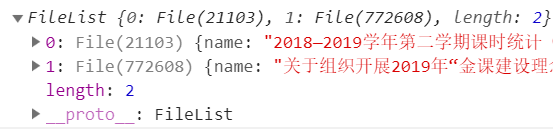 FileList {0: File(21103), 1: File(772608), length: 2}
0: File(21103) {name: "2018—2019学年第二学期课时统计
1: File(772608) {name: "关于组织开展2019年“金课建设理
length: 2
__proto__: FileList